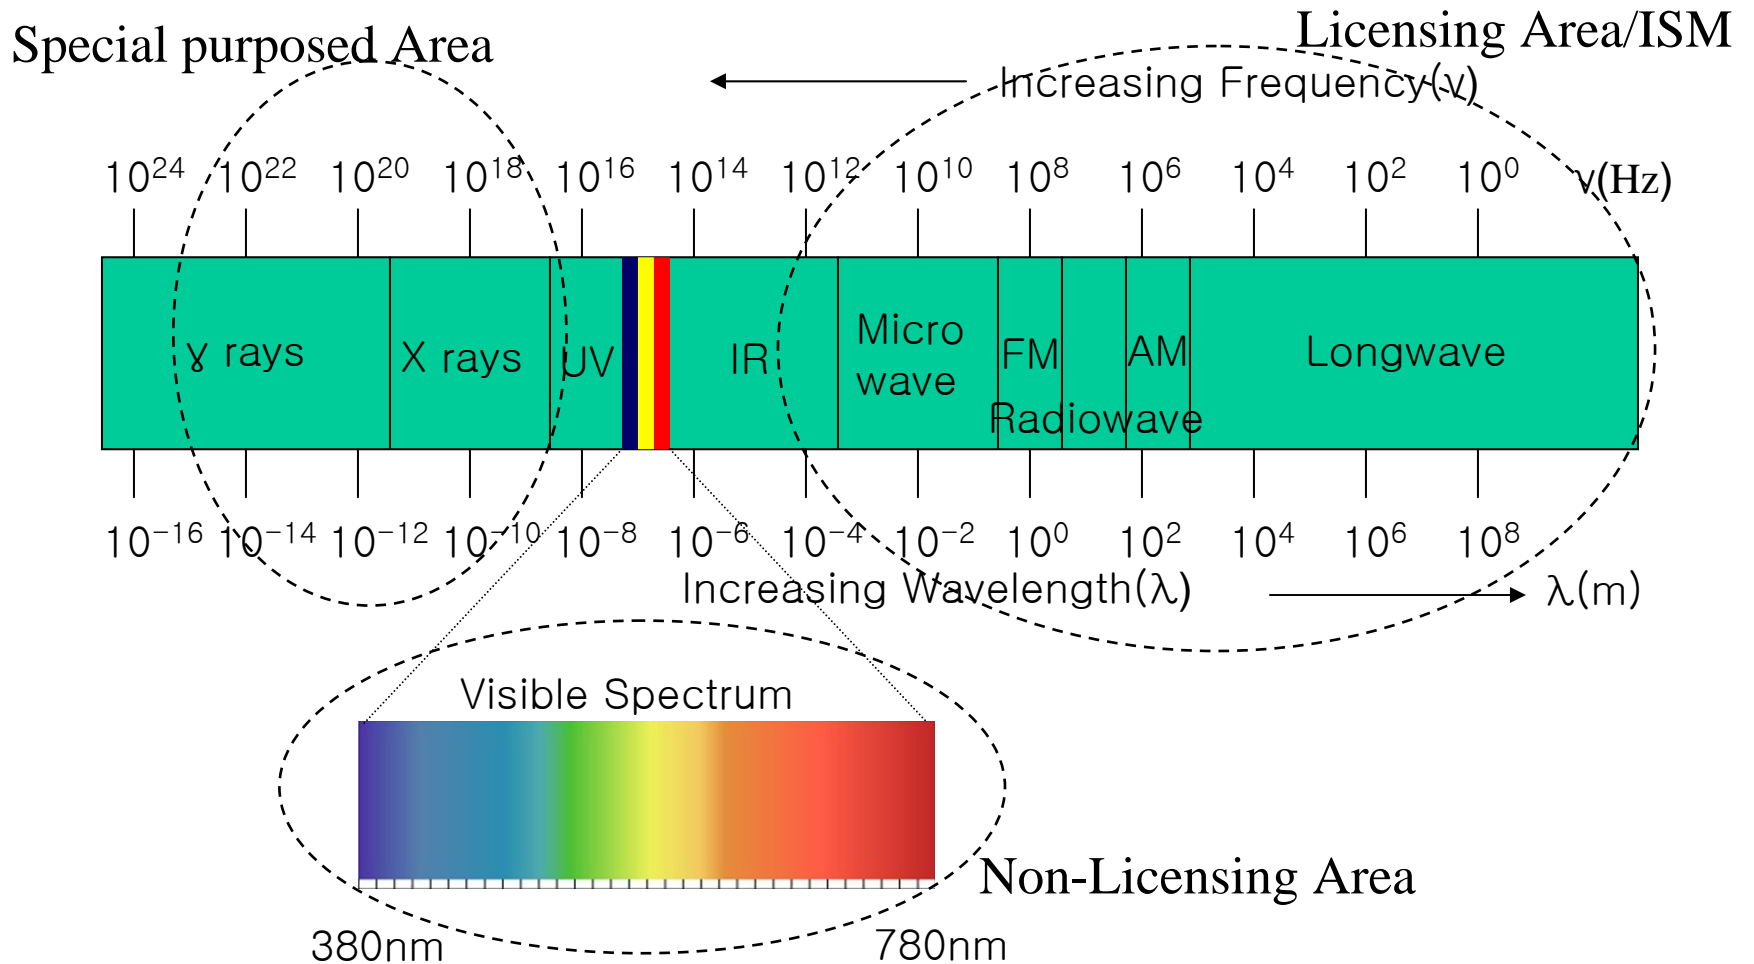 Special purposed Area
Licensing Area/ISM
Increasing Frequency(ν)
10²⁴ 10²² 10²⁰ 10¹⁸ 10¹⁶ 10¹⁴ 10¹² 10¹⁰ 10⁸ 10⁶ 10⁴ 10² 10⁰ ν(Hz)
γ rays X rays UV IR Micro wave FM AM Longwave
Radiowave
10⁻¹⁶ 10⁻¹⁴ 10⁻¹² 10⁻¹⁰ 10⁻⁸ 10⁻⁶ 10⁻⁴ 10⁻² 10⁰ 10² 10⁴ 10⁶ 10⁸
Increasing Wavelength(λ) λ(m)
Visible Spectrum
Non-Licensing Area
380nm 780nm